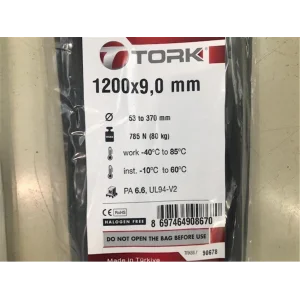 TORK
1200x9,0 mm
53 to 370 mm
785 N (80 kg)
work -40°C to 85°C
inst. -10°C to 60°C
PA 6.6, UL94-V2
CE RoHS
HALOGEN FREE
8 697464 908670
DO NOT OPEN THE BAG BEFORE USE
Made in Türkiye
90870